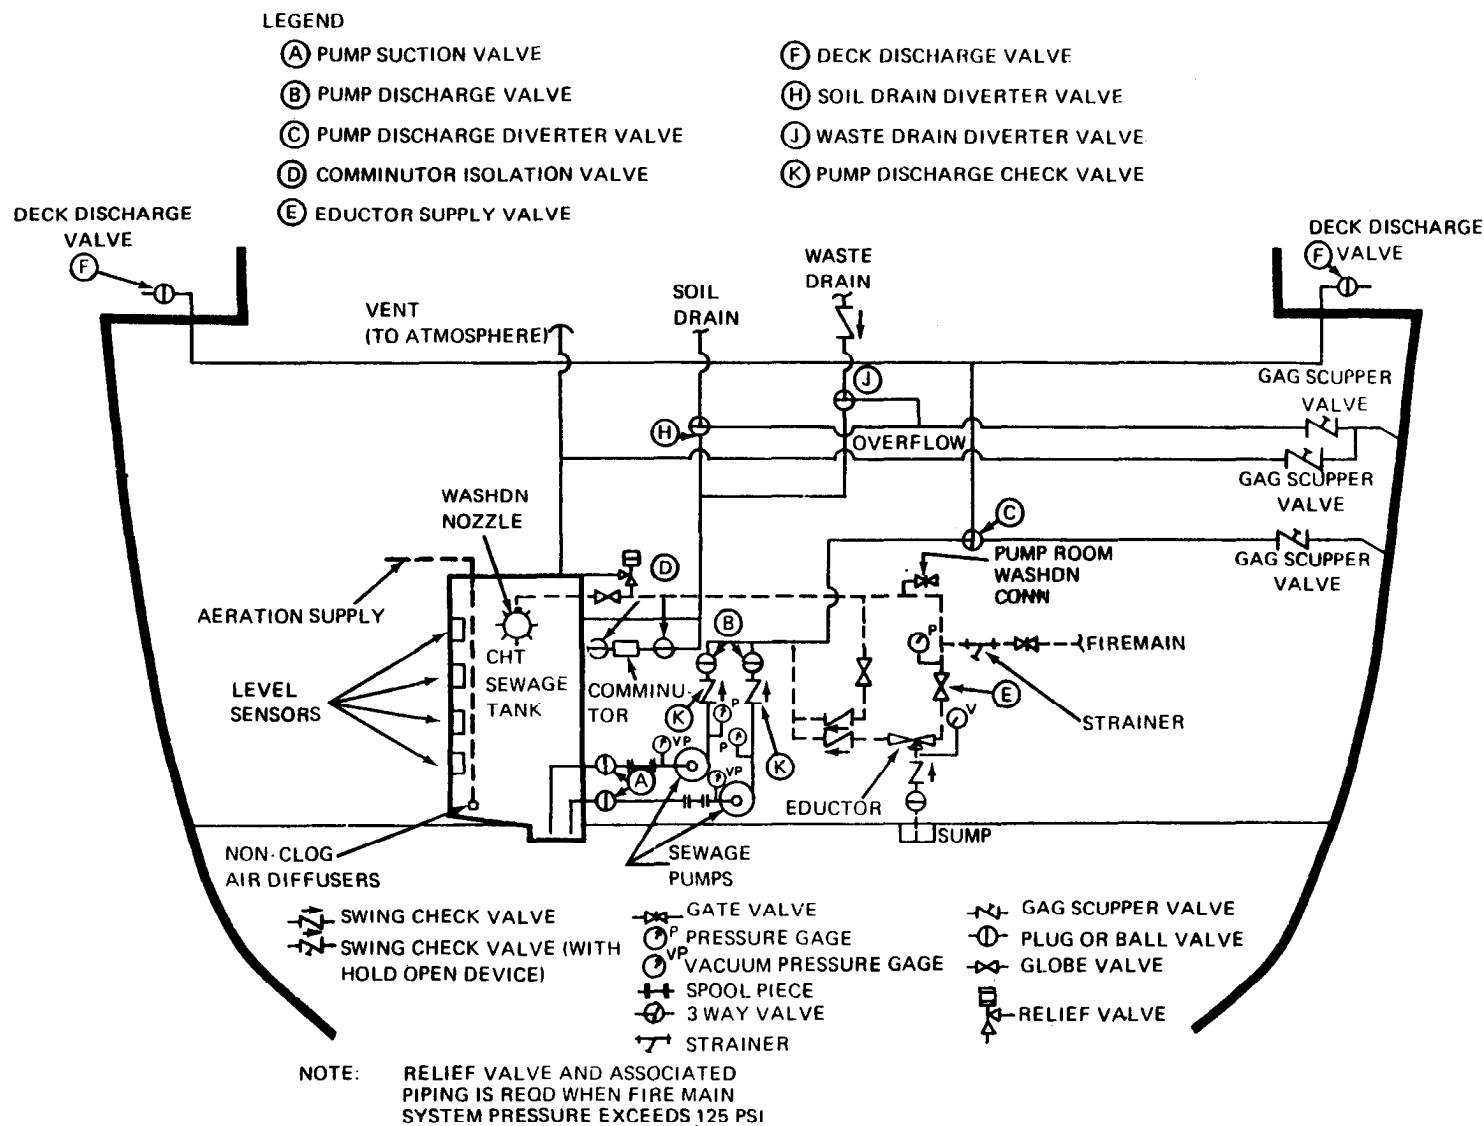 LEGEND
A PUMP SUCTION VALVE
B PUMP DISCHARGE VALVE
C PUMP DISCHARGE DIVERTER VALVE
D COMMINUTOR ISOLATION VALVE
E EDUCTOR SUPPLY VALVE
F DECK DISCHARGE VALVE
H SOIL DRAIN DIVERTER VALVE
J WASTE DRAIN DIVERTER VALVE
K PUMP DISCHARGE CHECK VALVE
DECK DISCHARGE
VALVE
F
DECK DISCHARGE
VALVE
F
WASTE
DRAIN
SOIL
DRAIN
VENT
(TO ATMOSPHERE)
J
GAG SCUPPER
VALVE
H
OVERFLOW
GAG SCUPPER
VALVE
WASHDN
NOZZLE
C
GAG SCUPPER
VALVE
PUMP ROOM
WASHDN
CONN
D
AERATION SUPPLY
B
P
FIREMAIN
CHT
SEWAGE
TANK
COMMINU-
TOR
LEVEL
SENSORS
E
K
P
V
STRAINER
VP
P
A
VP
K
EDUCTOR
SUMP
NON-CLOG
AIR DIFFUSERS
SEWAGE
PUMPS
SWING CHECK VALVE
SWING CHECK VALVE (WITH
HOLD OPEN DEVICE)
GATE VALVE
P PRESSURE GAGE
VP VACUUM PRESSURE GAGE
SPOOL PIECE
3 WAY VALVE
STRAINER
GAG SCUPPER VALVE
PLUG OR BALL VALVE
GLOBE VALVE
RELIEF VALVE
NOTE: RELIEF VALVE AND ASSOCIATED
PIPING IS REQD WHEN FIRE MAIN
SYSTEM PRESSURE EXCEEDS 125 PSI